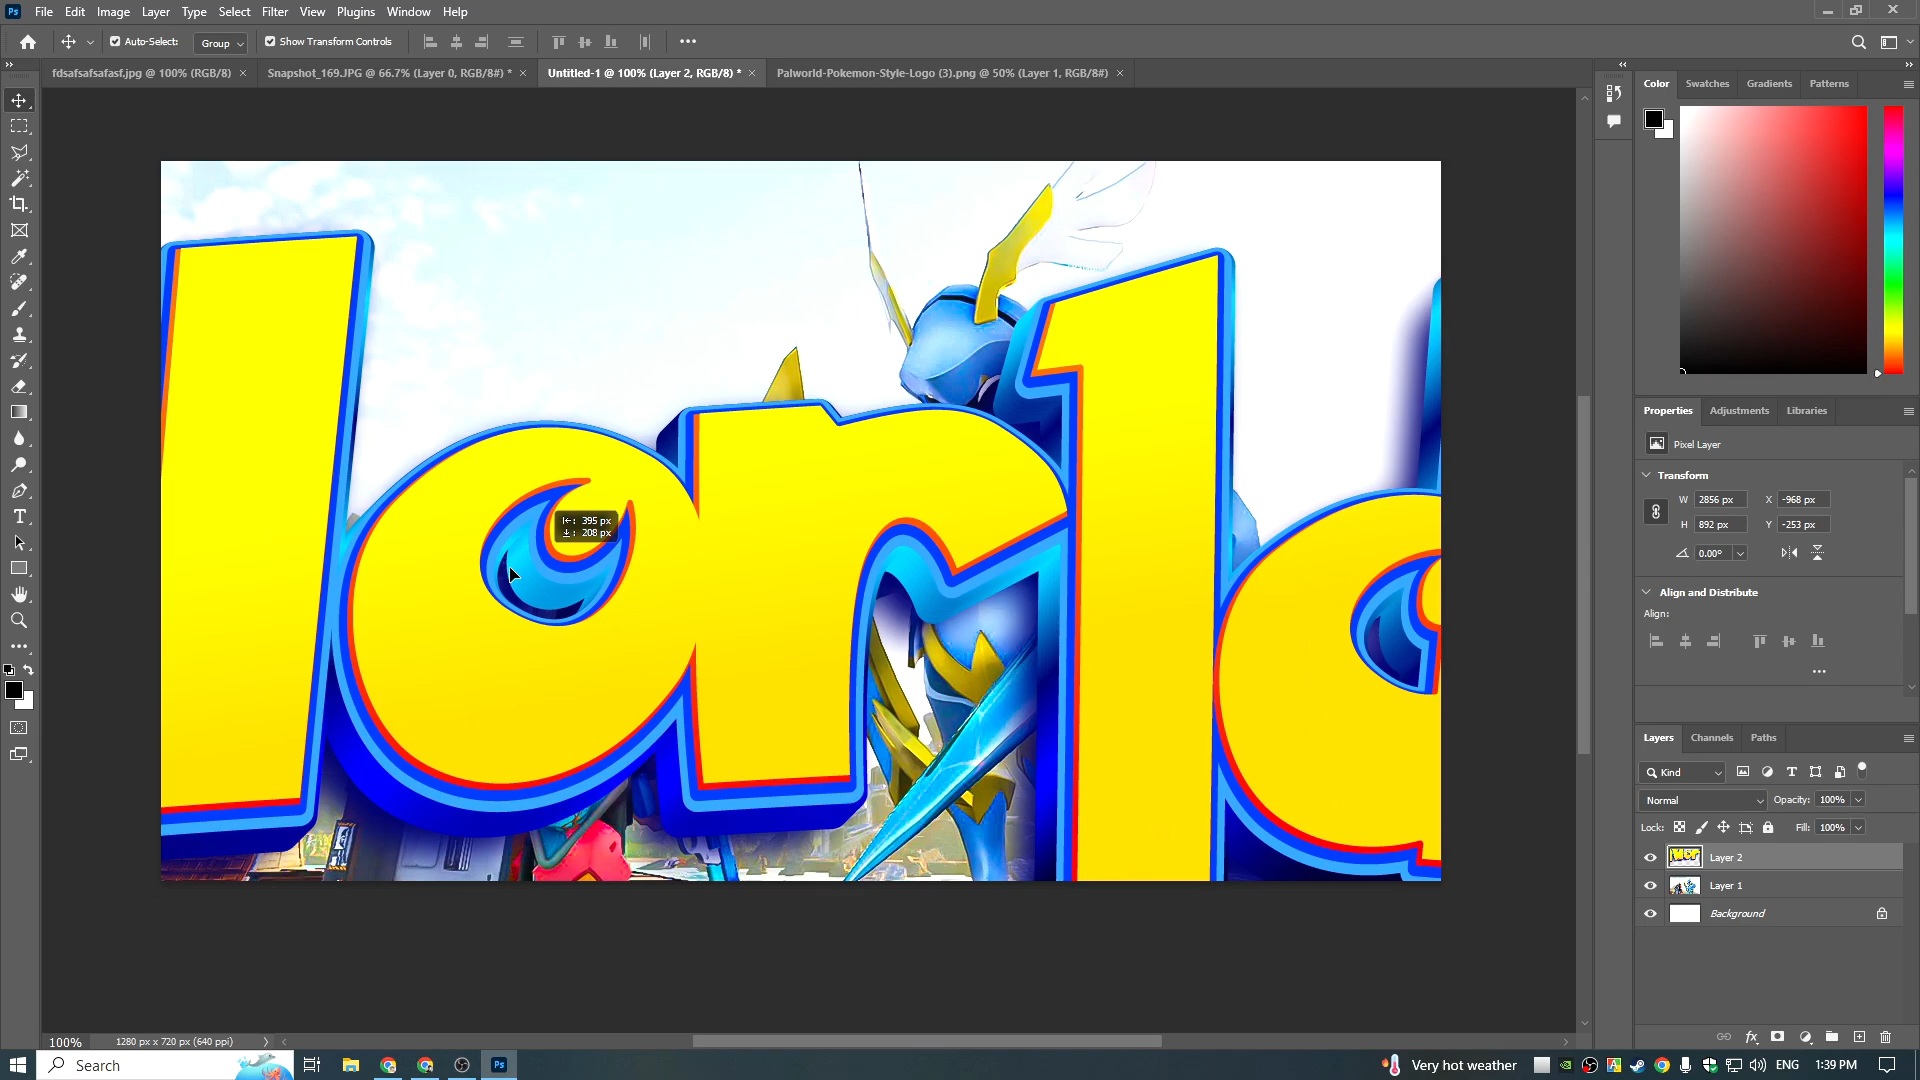 Ps File Edit Image Layer Type Select Filter View Plugins Window Help
Auto-Select: Group Show Transform Controls
fdsafsafsafasf.jpg @ 100% (RGB/8) × Snapshot_169.JPG @ 66.7% (Layer 0, RGB/8#) * × Untitled-1 @ 100% (Layer 2, RGB/8) * × Palworld-Pokemon-Style-Logo (3).png @ 50% (Layer 1, RGB/8#) ×
Color Swatches Gradients Patterns
Properties Adjustments Libraries
Pixel Layer
Transform
W 2856 px X -968 px
H 892 px Y -253 px
0.00°
Align and Distribute
Align:
lorld
395 px
208 px
Layers Channels Paths
Kind
Normal Opacity: 100%
Lock: Fill: 100%
Layer 2
Layer 1
Background
100% 1280 px x 720 px (640 ppi)
Search
Ps
Very hot weather
ENG 1:39 PM